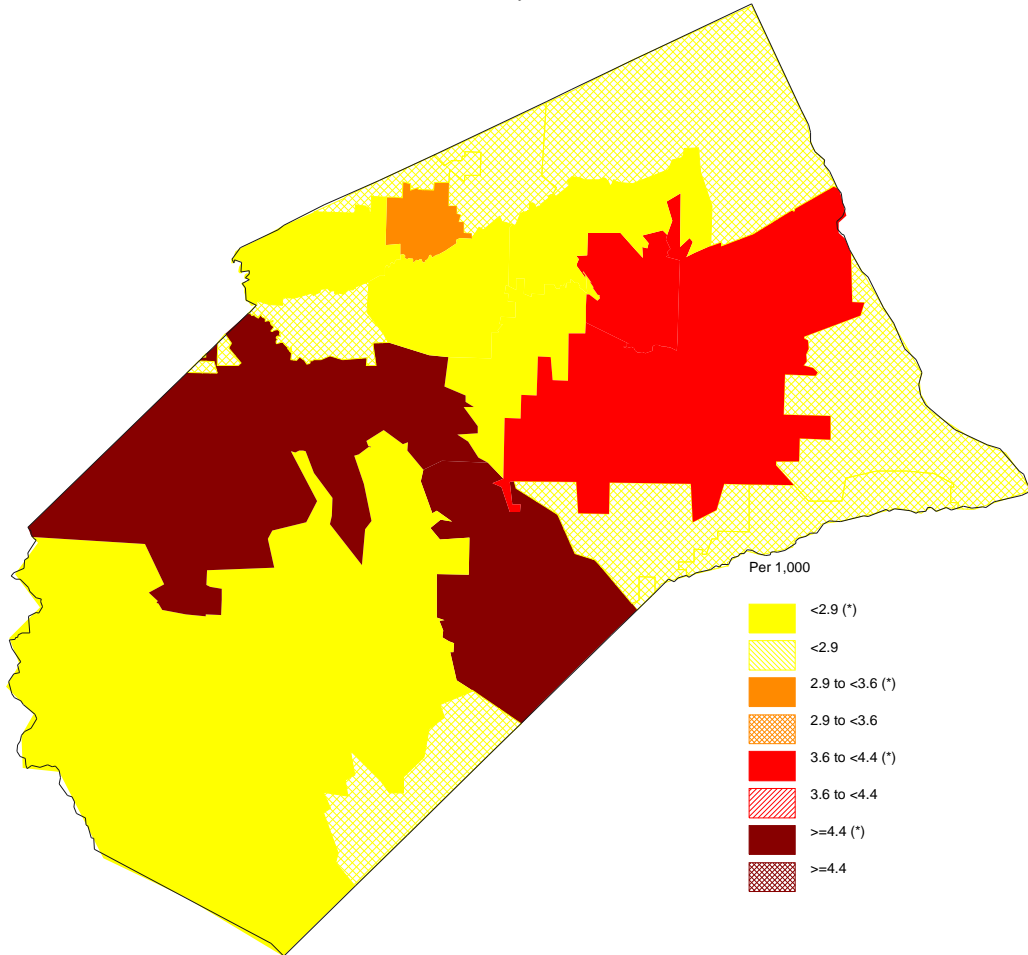 Per 1,000
<2.9 (*)
<2.9
2.9 to <3.6 (*)
2.9 to <3.6
3.6 to <4.4 (*)
3.6 to <4.4
>=4.4 (*)
>=4.4